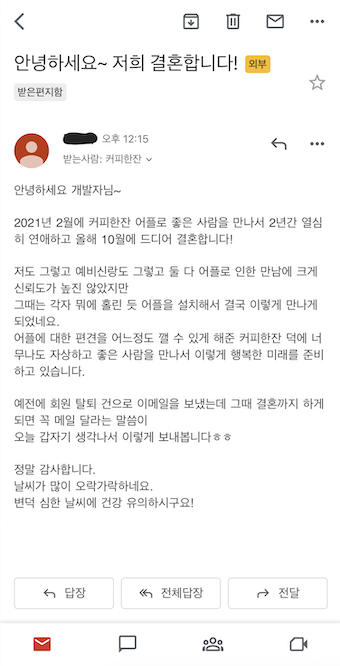 안녕하세요~ 저희 결혼합니다! 외부
받은편지함
오후 12:15
받는사람: 커피한잔
안녕하세요 개발자님~
2021년 2월에 커피한잔 어플로 좋은 사람을 만나서 2년간 열심
히 연애하고 올해 10월에 드디어 결혼합니다!
저도 그렇고 예비신랑도 그렇고 둘 다 어플로 인한 만남에 크게
신뢰도가 높진 않았지만
그때는 각자 뭐에 홀린 듯 어플을 설치해서 결국 이렇게 만나게
되었네요.
어플에 대한 편견을 어느정도 깰 수 있게 해준 커피한잔 덕에 너
무나도 자상하고 좋은 사람을 만나서 이렇게 행복한 미래를 준비
하고 있습니다.
예전에 회원 탈퇴 건으로 이메일을 보냈는데 그때 결혼까지 하게
되면 꼭 메일 달라는 말씀이
오늘 갑자기 생각나서 이렇게 보내봅니다ㅎㅎ
정말 감사합니다.
날씨가 많이 오락가락하네요.
변덕 심한 날씨에 건강 유의하시구요!
답장 전체답장 전달